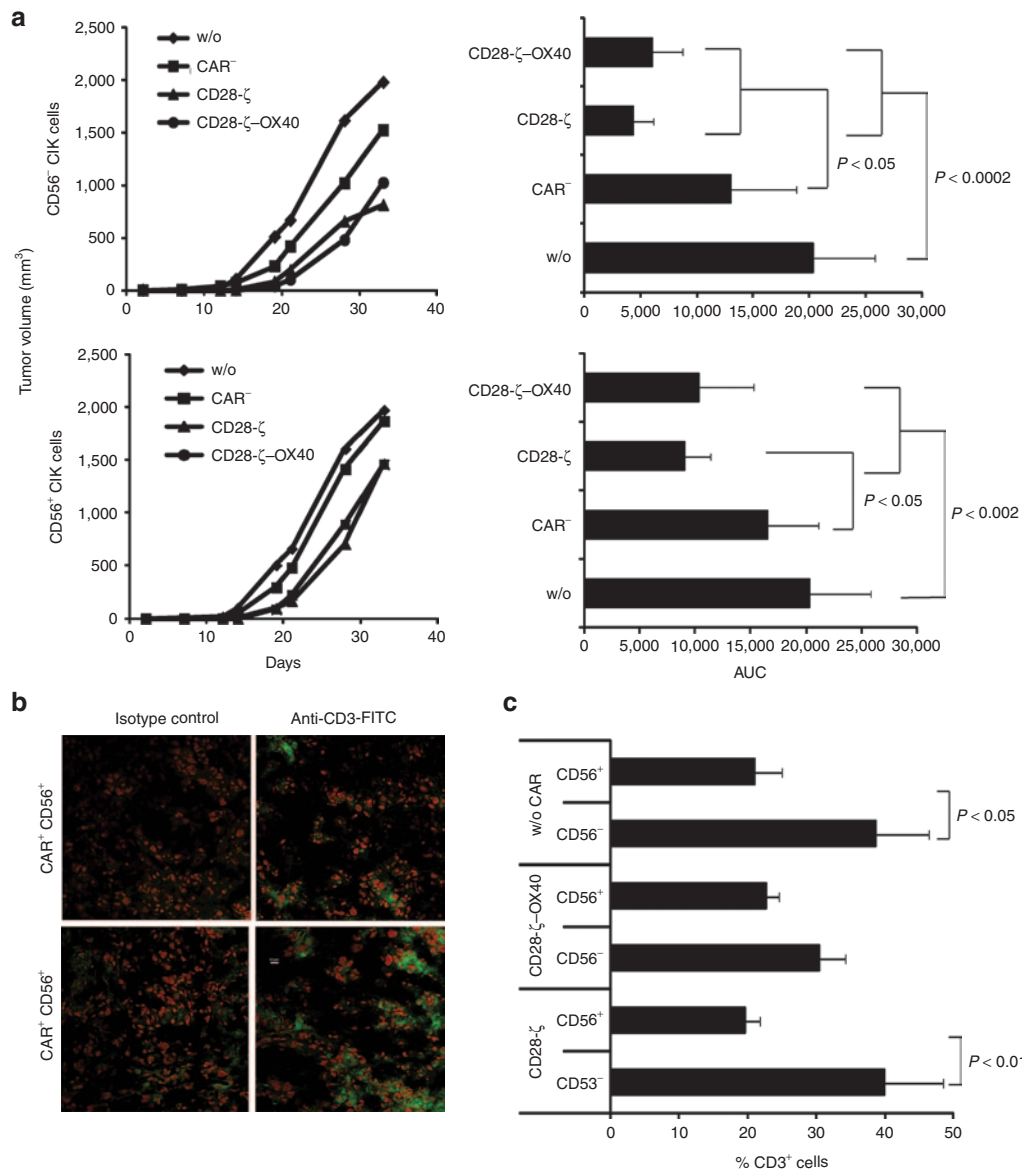 a
Tumor volume (mm³)
CD56⁻ CIK cells
2,500
2,000
1,500
1,000
500
0
0 10 20 30 40
w/o
CAR⁻
CD28-ζ
CD28-ζ–OX40
CD28-ζ–OX40
CD28-ζ
CAR⁻
w/o
P < 0.05
P < 0.0002
0 5,000 10,000 15,000 20,000 25,000 30,000
CD56⁺ CIK cells
2,500
2,000
1,500
1,000
500
0
0 10 20 30 40
Days
w/o
CAR⁻
CD28-ζ
CD28-ζ–OX40
CD28-ζ–OX40
CD28-ζ
CAR⁻
w/o
P < 0.05
P < 0.002
0 5,000 10,000 15,000 20,000 25,000 30,000
AUC
b
Isotype control
Anti-CD3-FITC
CAR⁺ CD56⁺
CAR⁺ CD56⁺
c
w/o CAR
CD56⁺
CD56⁻
P < 0.05
CD28-ζ–OX40
CD56⁺
CD56⁻
CD28-ζ
CD56⁺
CD53⁻
P < 0.01
0 10 20 30 40 50
% CD3⁺ cells